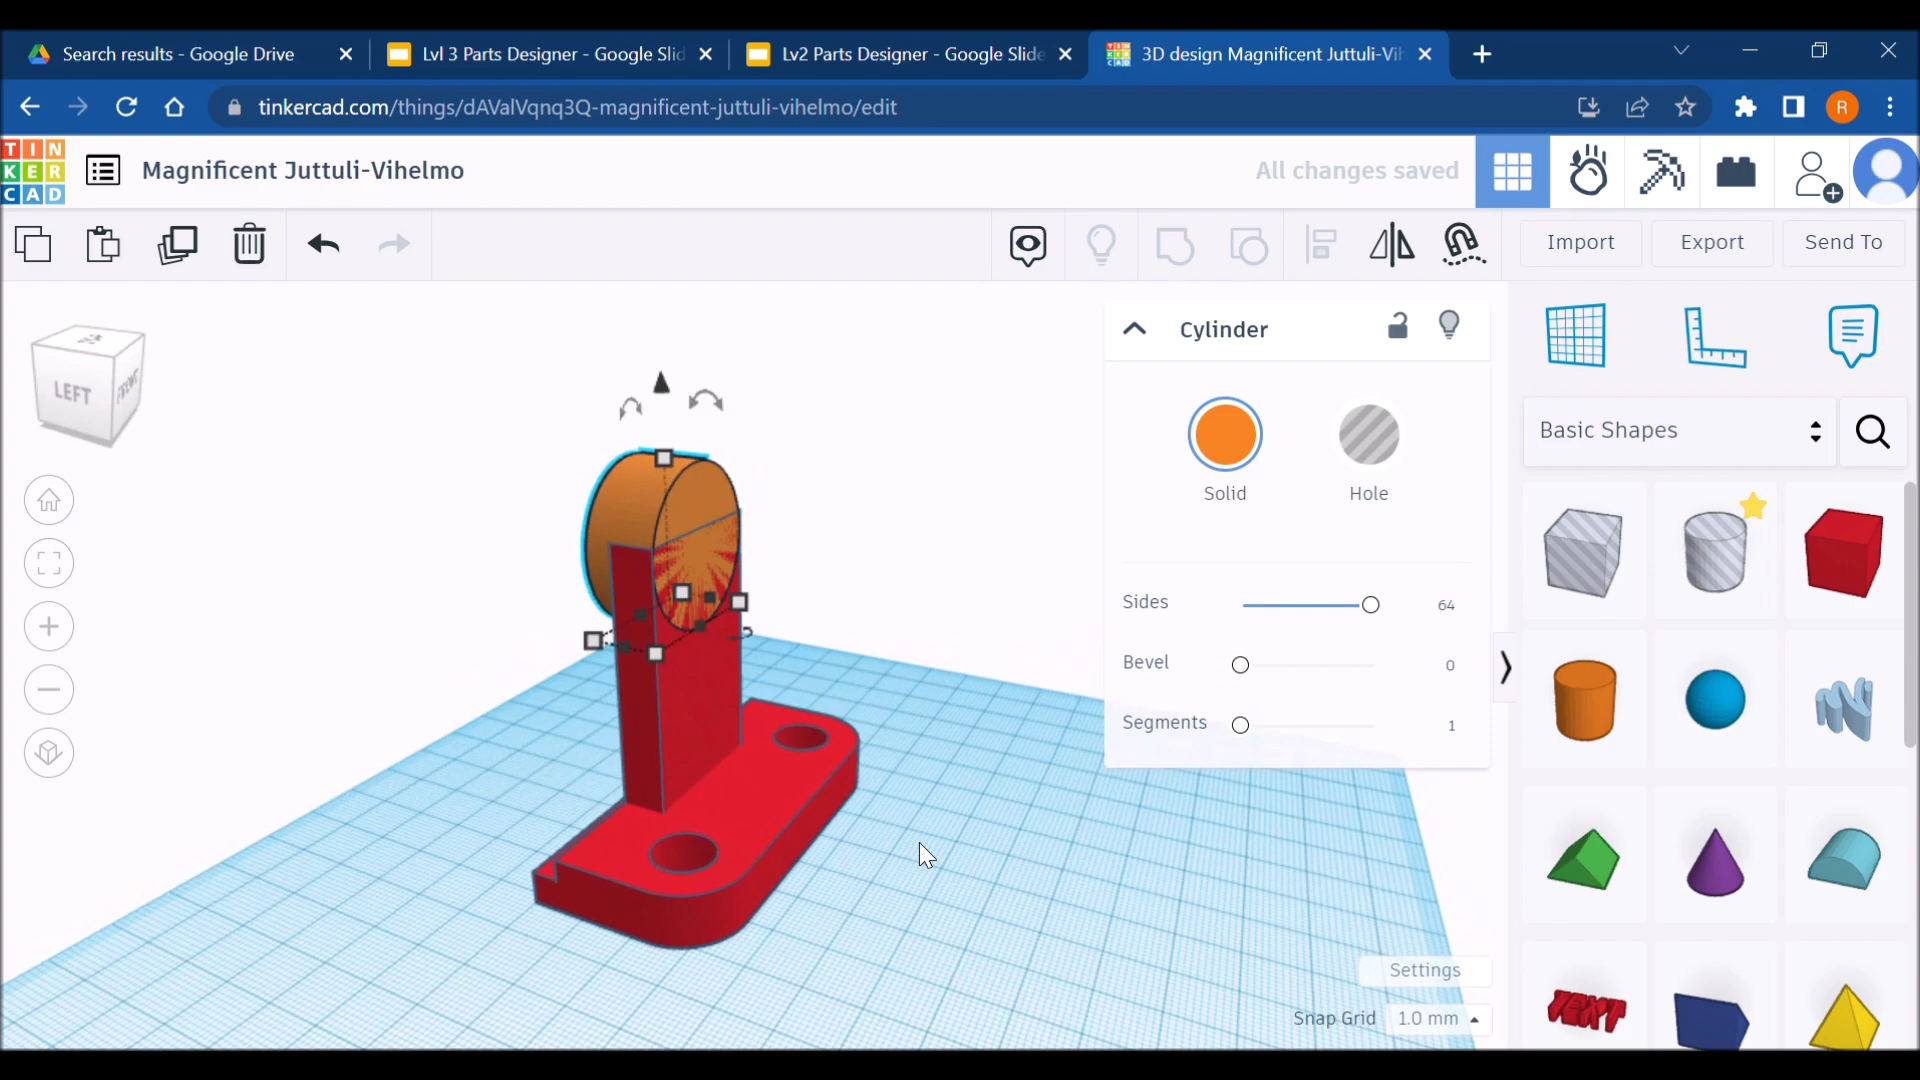 Search results - Google Drive
Lvl 3 Parts Designer - Google Slid
Lv2 Parts Designer - Google Slide
3D design Magnificent Juttuli-Vih
tinkercad.com/things/dAValVqnq3Q-magnificent-juttuli-vihelmo/edit
R
TIN
KER
CAD
Magnificent Juttuli-Vihelmo
All changes saved
Import
Export
Send To
LEFT
FRONT
Cylinder
Solid
Hole
Sides
64
Bevel
0
Segments
1
Basic Shapes
TEXT
Settings
Snap Grid
1.0 mm